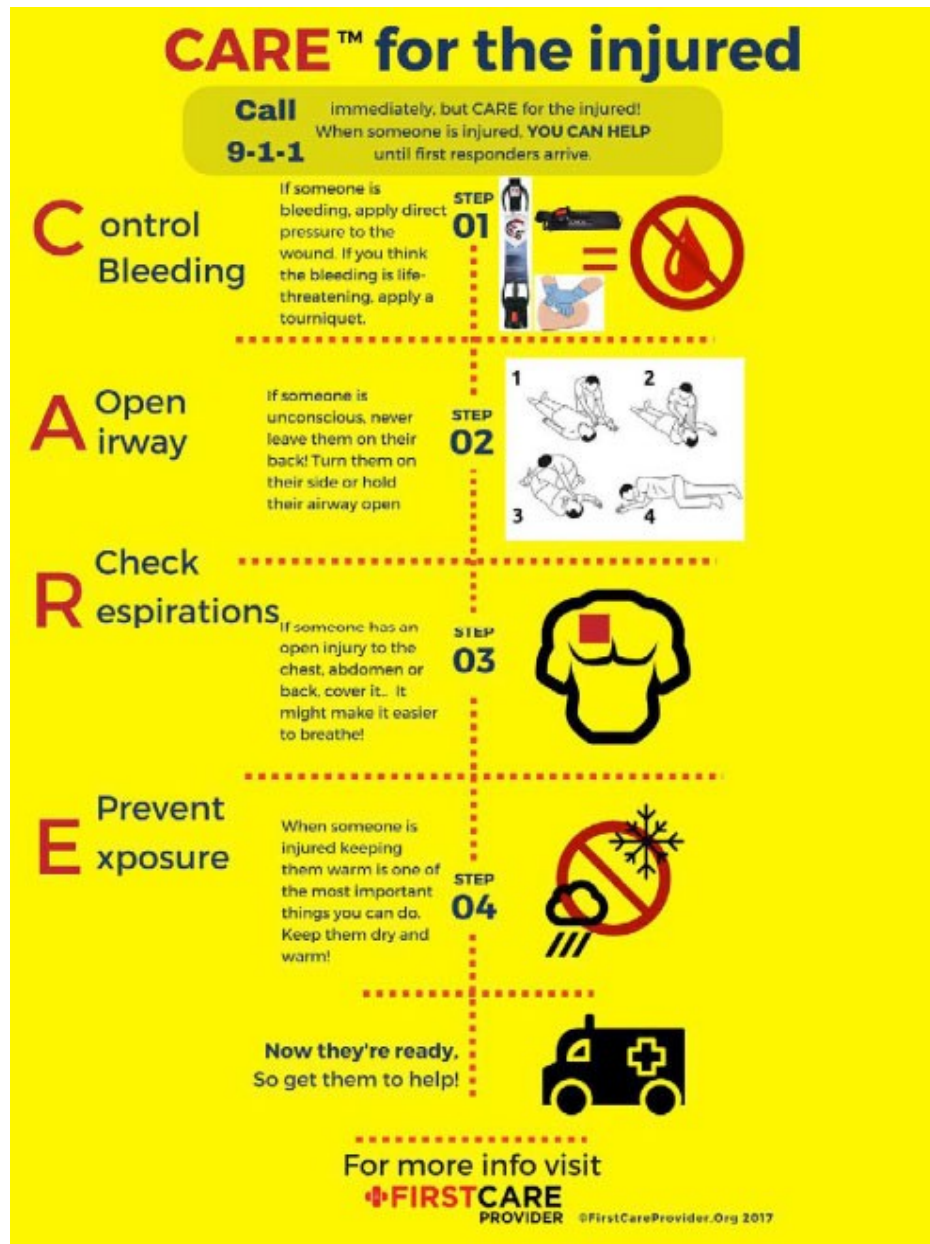 CARE™ for the injured
Call
9-1-1
immediately, but CARE for the injured!
When someone is injured, YOU CAN HELP
until first responders arrive.
C ontrol
Bleeding
If someone is
bleeding, apply direct
pressure to the
wound. If you think
the bleeding is life-
threatening, apply a
tourniquet.
STEP
01
Open
A irway
If someone is
unconscious, never
leave them on their
back! Turn them on
their side or hold
their airway open
STEP
02
1
2
3
4
Check
R espirations
If someone has an
open injury to the
chest, abdomen or
back, cover it.. It
might make it easier
to breathe!
STEP
03
Prevent
E xposure
When someone is
injured keeping
them warm is one of
the most important
things you can do.
Keep them dry and
warm!
STEP
04
Now they're ready,
So get them to help!
For more info visit
FIRSTCARE
PROVIDER
©FirstCareProvider.Org 2017